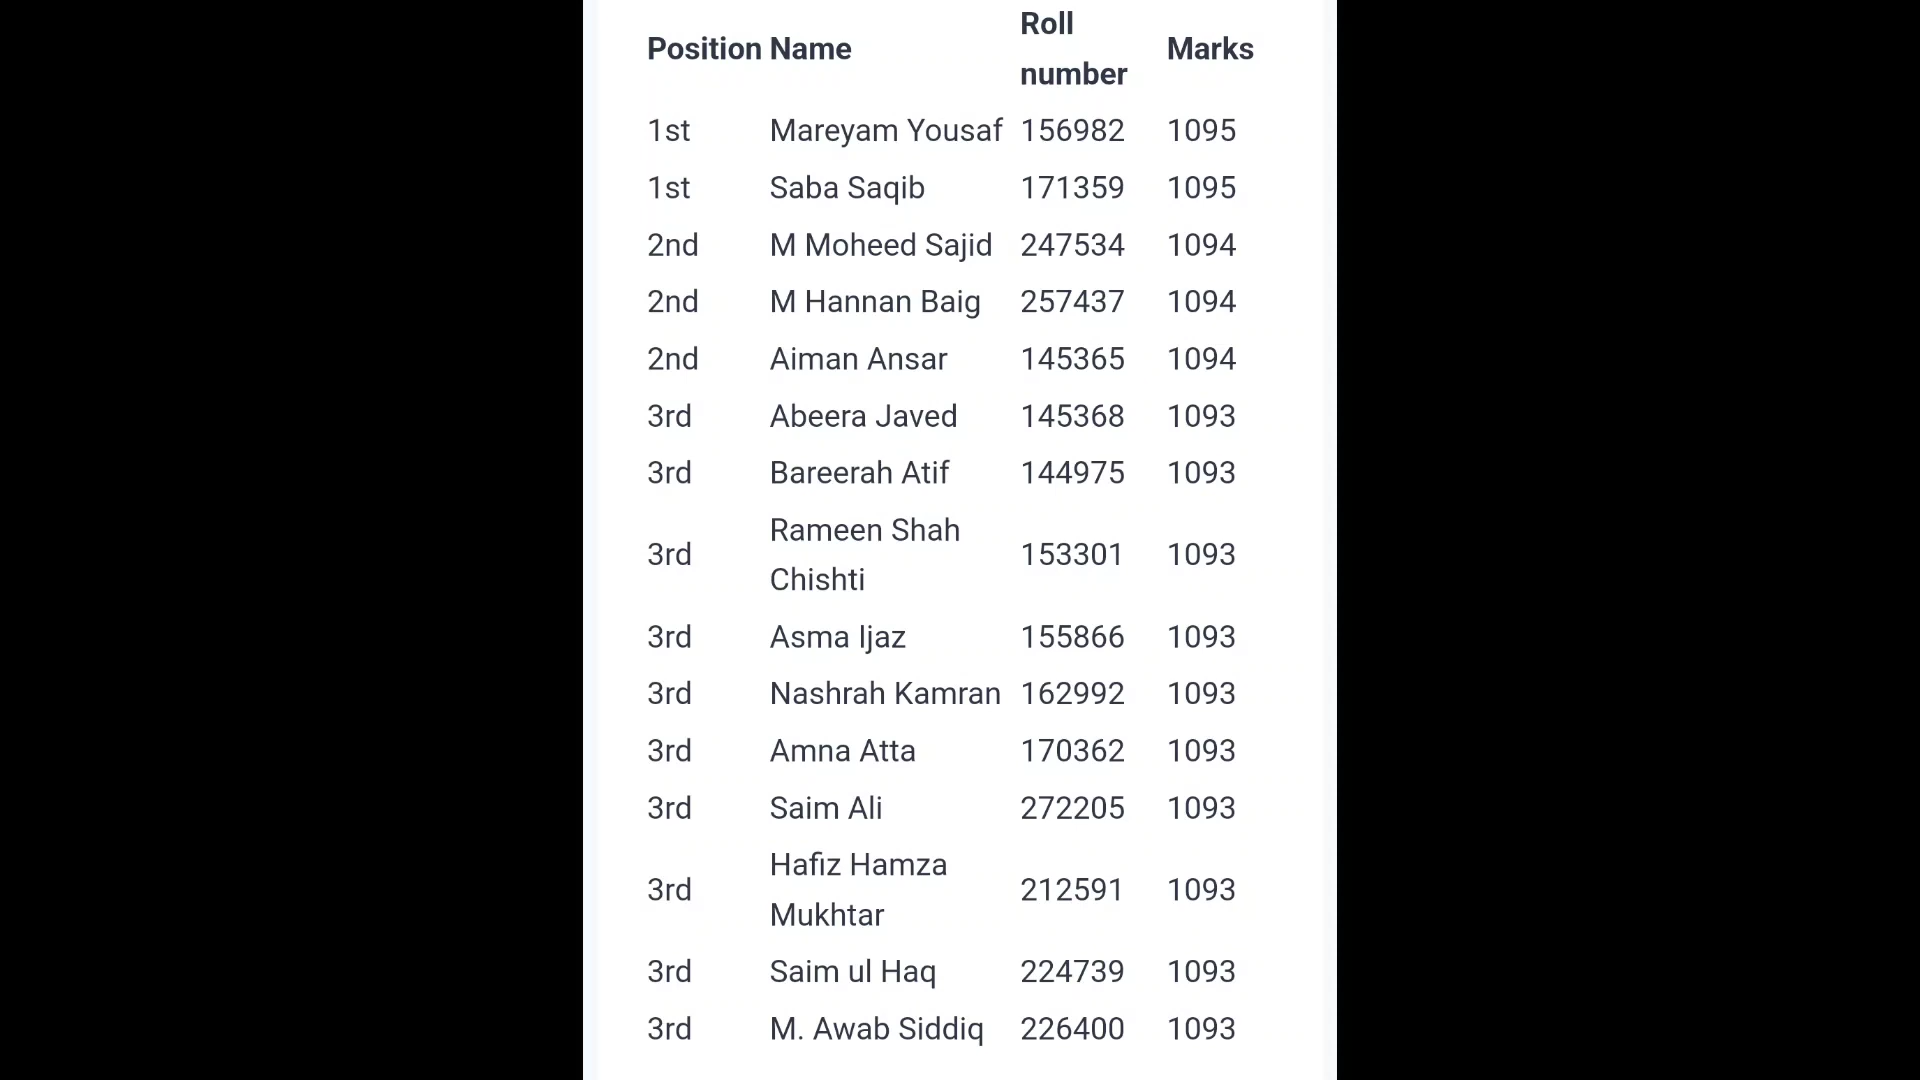 Position Name Roll number Marks
1st Mareyam Yousaf 156982 1095
1st Saba Saqib 171359 1095
2nd M Moheed Sajid 247534 1094
2nd M Hannan Baig 257437 1094
2nd Aiman Ansar 145365 1094
3rd Abeera Javed 145368 1093
3rd Bareerah Atif 144975 1093
3rd Rameen Shah Chishti 153301 1093
3rd Asma Ijaz 155866 1093
3rd Nashrah Kamran 162992 1093
3rd Amna Atta 170362 1093
3rd Saim Ali 272205 1093
3rd Hafiz Hamza Mukhtar 212591 1093
3rd Saim ul Haq 224739 1093
3rd M. Awab Siddiq 226400 1093